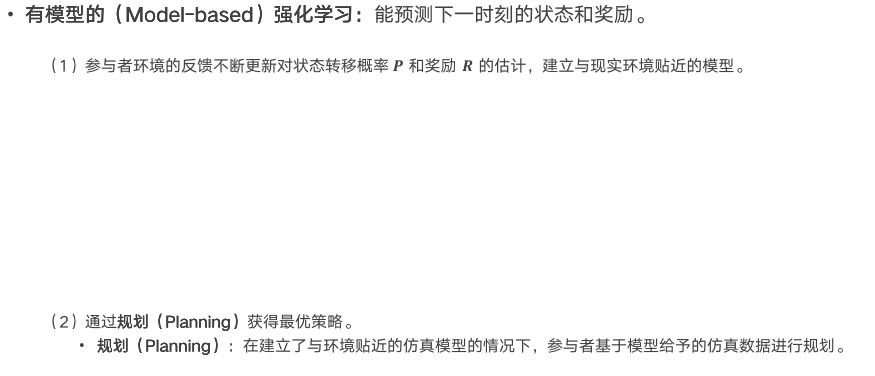 • 有模型的（Model-based）强化学习：能预测下一时刻的状态和奖励。
（1）参与者环境的反馈不断更新对状态转移概率 P 和奖励 R 的估计，建立与现实环境贴近的模型。
（2）通过规划（Planning）获得最优策略。
• 规划（Planning）：在建立了与环境贴近的仿真模型的情况下，参与者基于模型给予的仿真数据进行规划。